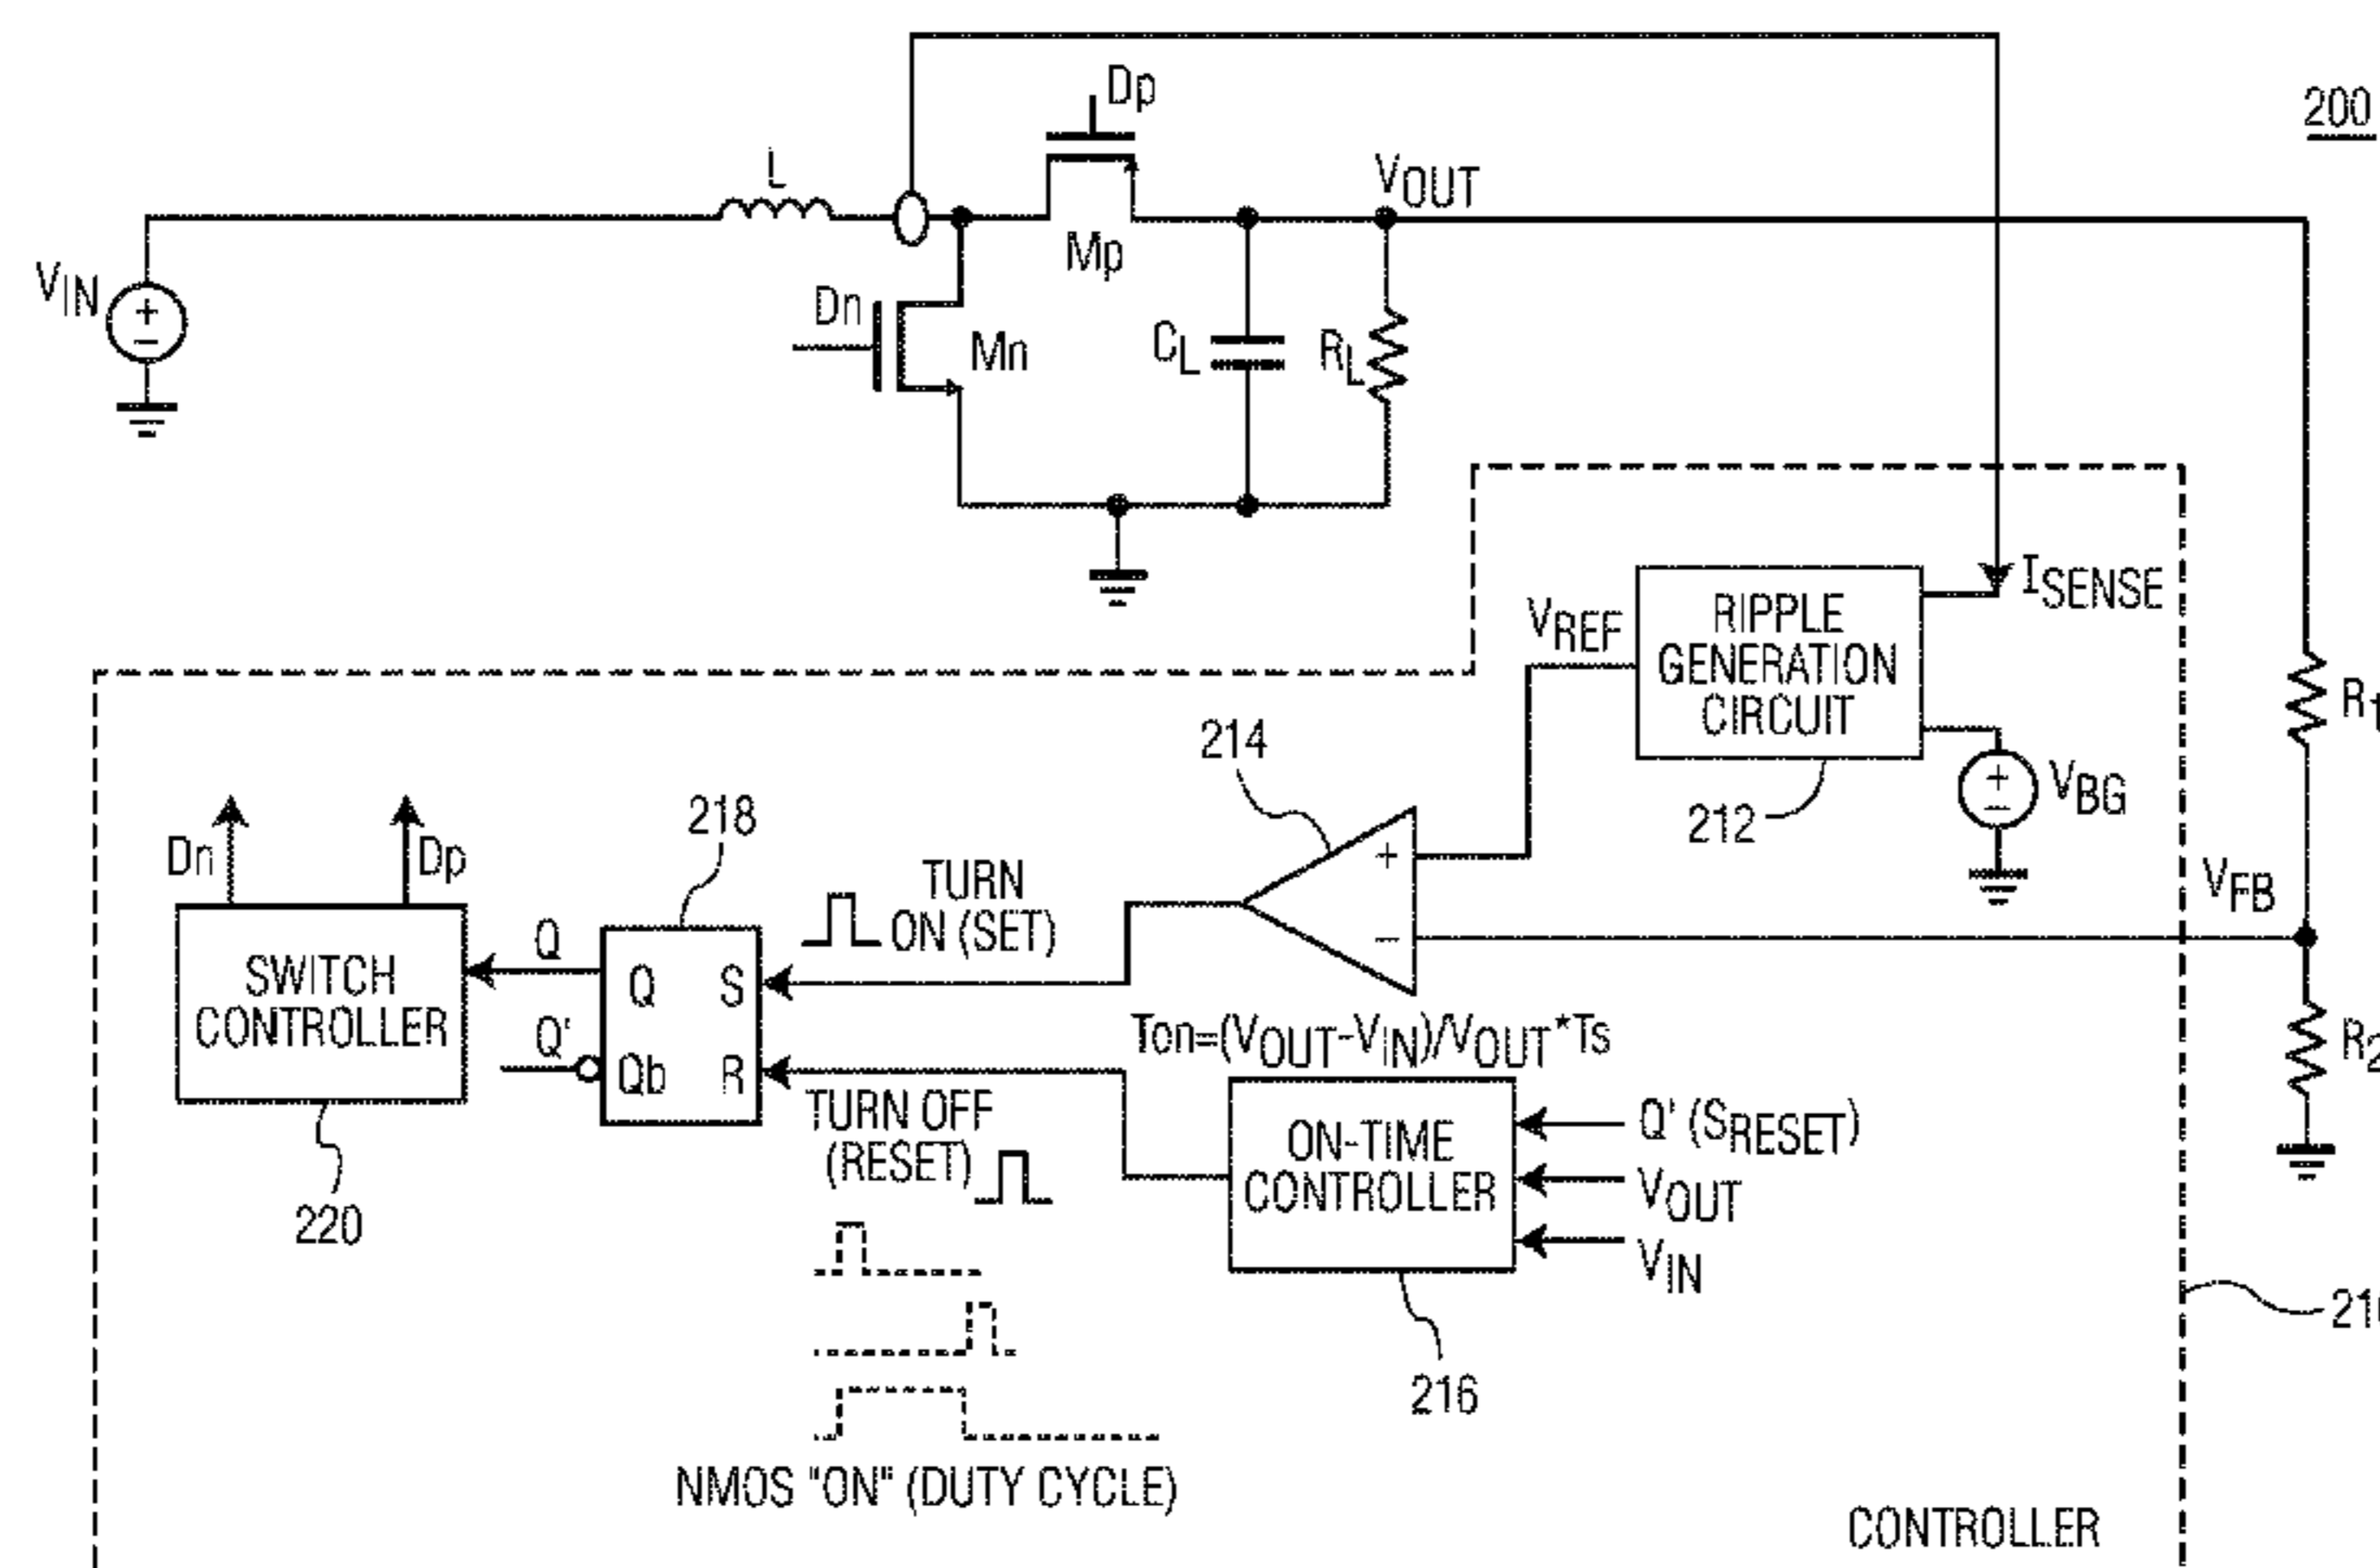 200
Dp
L
VOUT
Mp
VIN
Dn
Mn
CL
RL
ISENSE
VREF
RIPPLE
GENERATION
CIRCUIT
R1
214
212
VBG
218
VFB
Dn
Dp
TURN
ON (SET)
+
−
Q
SWITCH
CONTROLLER
Q
S
Q'
Qb
R
Ton=(VOUT-VIN)/VOUT*Ts
R2
TURN OFF
(RESET)
ON-TIME
CONTROLLER
Q' (SRESET)
VOUT
VIN
220
216
NMOS "ON" (DUTY CYCLE)
CONTROLLER